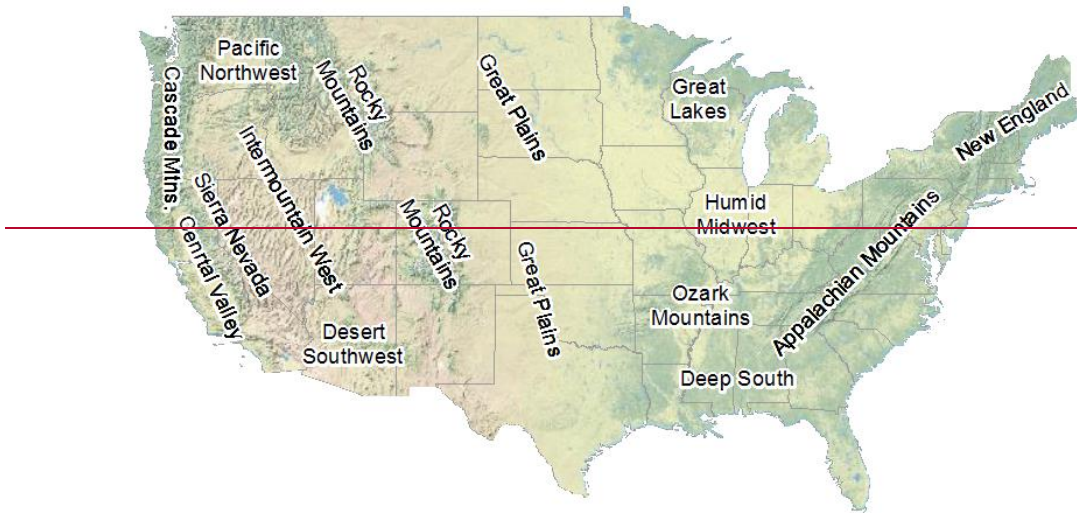 Pacific
Northwest
Cascade Mtns.
Rocky
Mountains
Great Plains
Great
Lakes
New England
Intermountain West
Sierra Nevada
Cenrtal Valley
Rocky
Mountains
Humid
Midwest
Appalachian Mountains
Great Plains
Ozark
Mountains
Desert
Southwest
Deep South